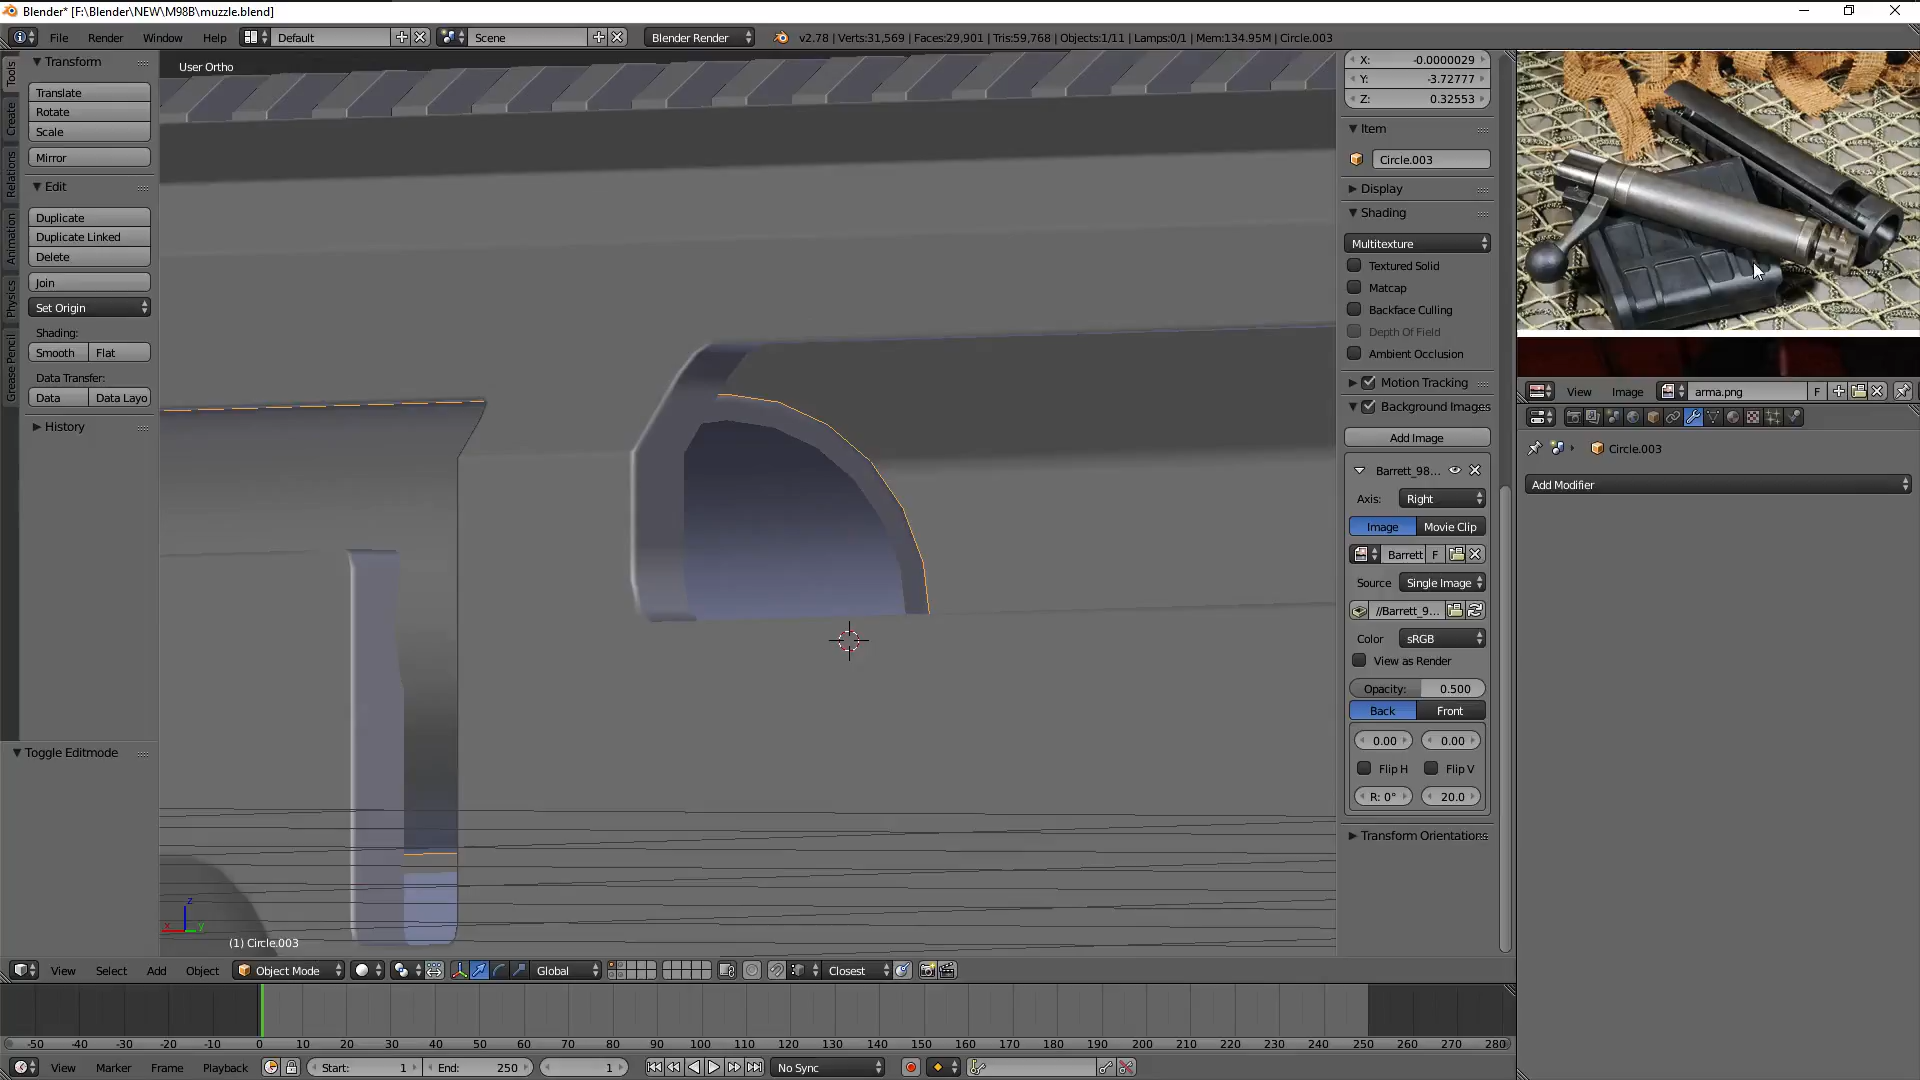 Blender* [F:\Blender\NEW\M98B\muzzle.blend]
File Render Window Help Default Scene Blender Render v2.78 | Verts:31,569 | Faces:29,901 | Tris:59,768 | Objects:1/11 | Lamps:0/1 | Mem:134.95M | Circle.003
Tools
Create
Relations
Animation
Physics
Grease Pencil
Transform
Translate
Rotate
Scale
Mirror
Edit
Duplicate
Duplicate Linked
Delete
Join
Set Origin
Shading:
Smooth Flat
Data Transfer:
Data Data Layo
History
Toggle Editmode
User Ortho
z
x y
(1) Circle.003
X: -0.0000029
Y: -3.72777
Z: 0.32553
Item
Circle.003
Display
Shading
Multitexture
Textured Solid
Matcap
Backface Culling
Depth Of Field
Ambient Occlusion
Motion Tracking
Background Images
Add Image
Barrett_98...
Axis: Right
Image Movie Clip
Barrett F
Source Single Image
//Barrett_9...
Color sRGB
View as Render
Opacity: 0.500
Back Front
0.00 0.00
Flip H Flip V
R: 0° 20.0
Transform Orientations
View Image arma.png F
Circle.003
Add Modifier
View Select Add Object Object Mode Global Closest
-50 -40 -30 -20 -10 0 10 20 30 40 50 60 70 80 90 100 110 120 130 140 150 160 170 180 190 200 210 220 230 240 250 260 270 280
View Marker Frame Playback Start: 1 End: 250 1 No Sync